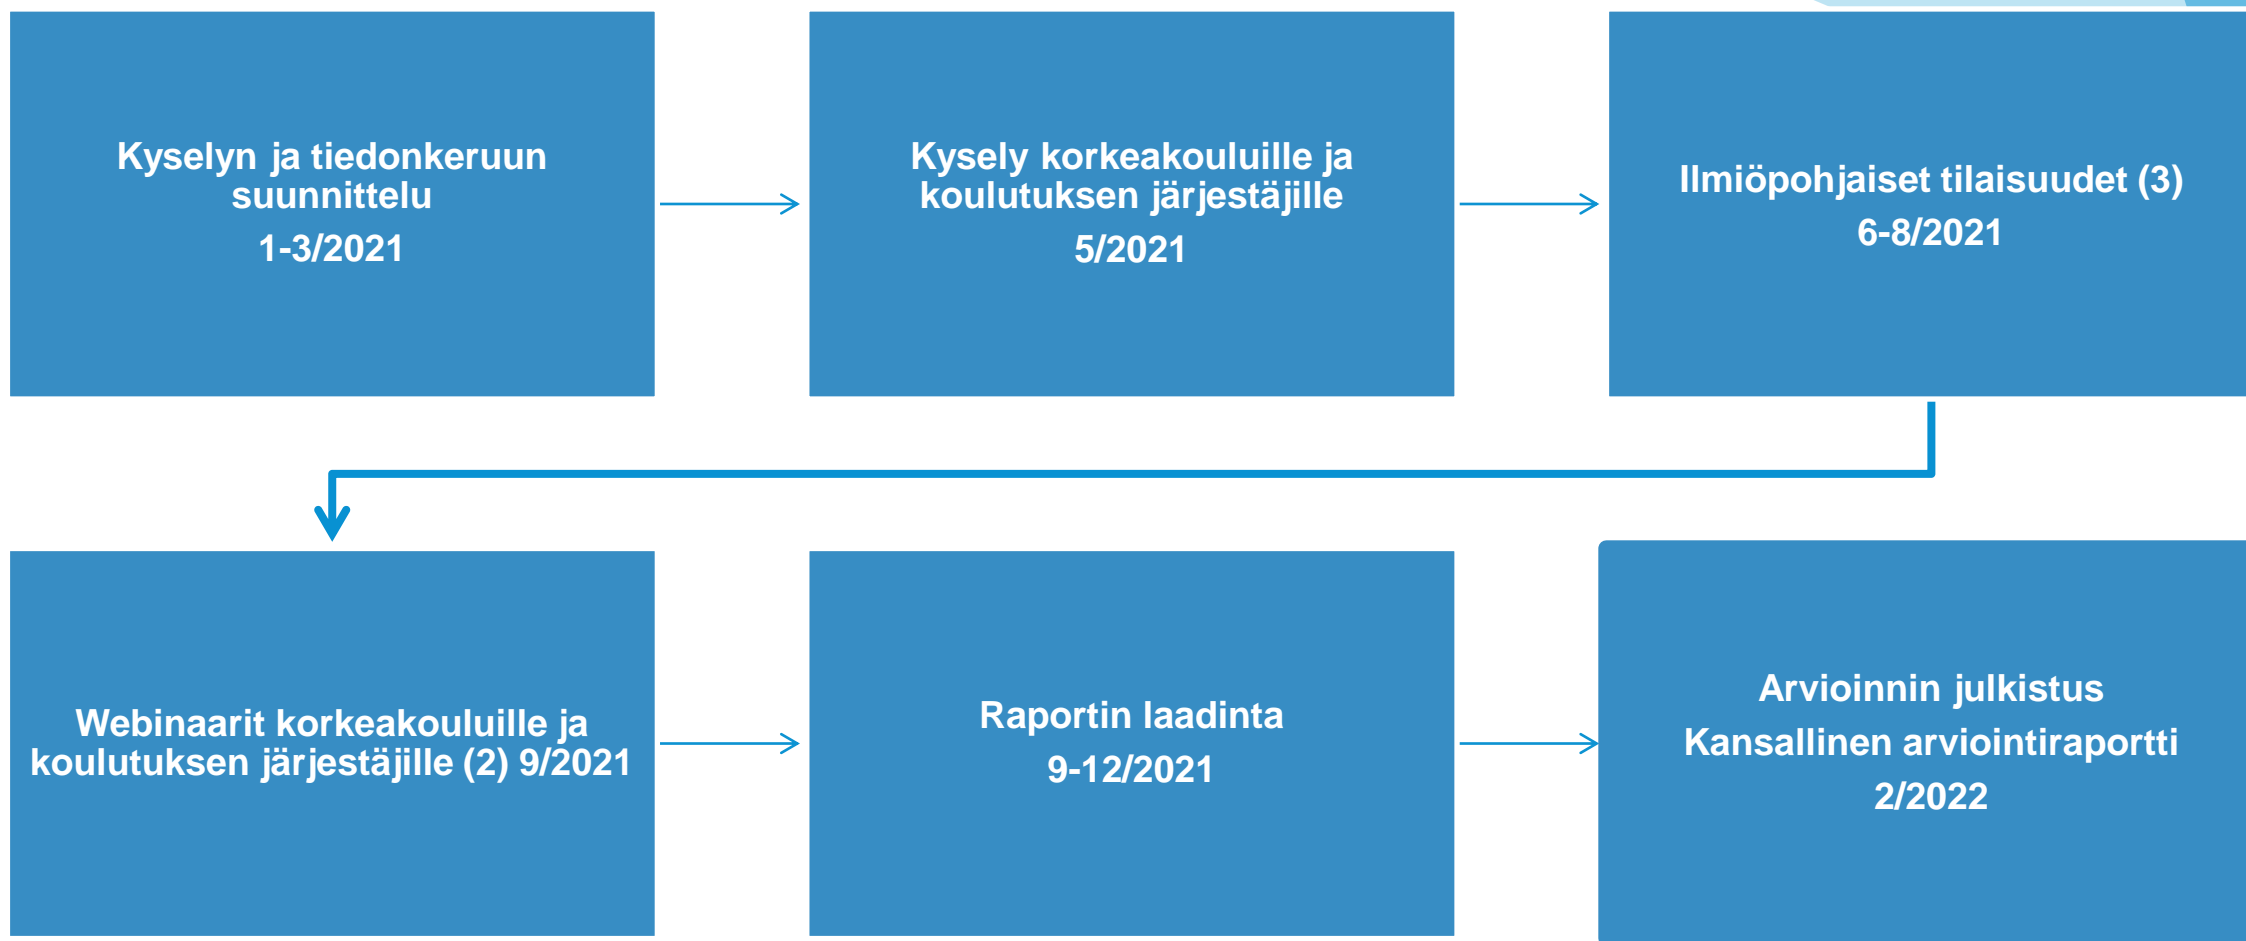 Kyselyn ja tiedonkeruun
suunnittelu
1-3/2021
Kysely korkeakouluille ja
koulutuksen järjestäjille
5/2021
Ilmiöpohjaiset tilaisuudet (3)
6-8/2021
Webinaarit korkeakouluille ja
koulutuksen järjestäjille (2) 9/2021
Raportin laadinta
9-12/2021
Arvioinnin julkistus
Kansallinen arviointiraportti
2/2022